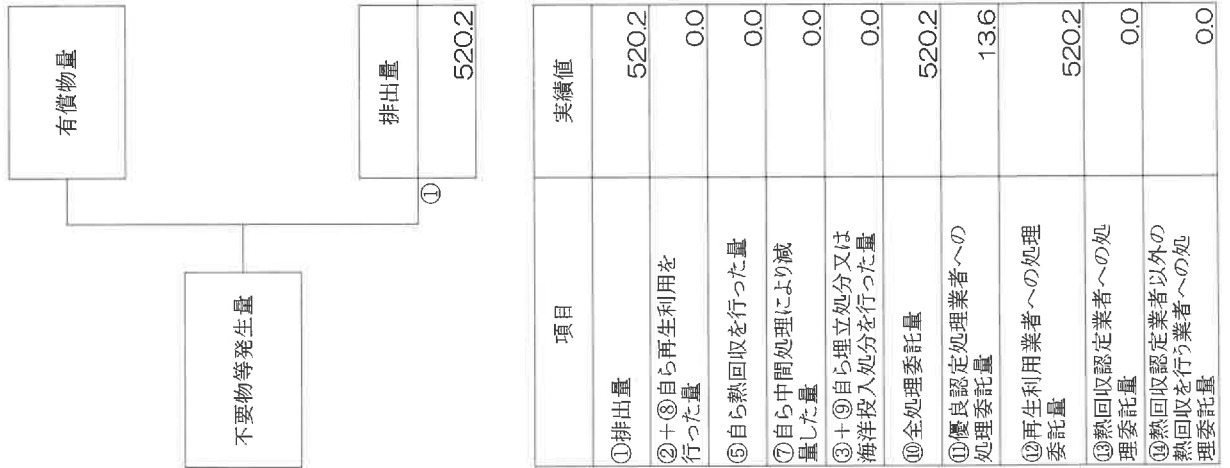 有償物量
不要物等発生量
①
排出量
520.2
項目
実績値
①排出量
520.2
②+⑧自ら再生利用を
行った量
0.0
⑤自ら熱回収を行った量
0.0
⑦自ら中間処理により減
量した量
0.0
③+⑨自ら埋立処分又は
海洋投入処分を行った量
0.0
⑩全処理委託量
520.2
⑪優良認定処理業者への
処理委託量
13.6
⑫再生利用業者への処理
委託量
520.2
⑬熱回収認定業者への処
理委託量
0.0
⑭熱回収認定業者以外の
熱回収を行う業者への処
理委託量
0.0